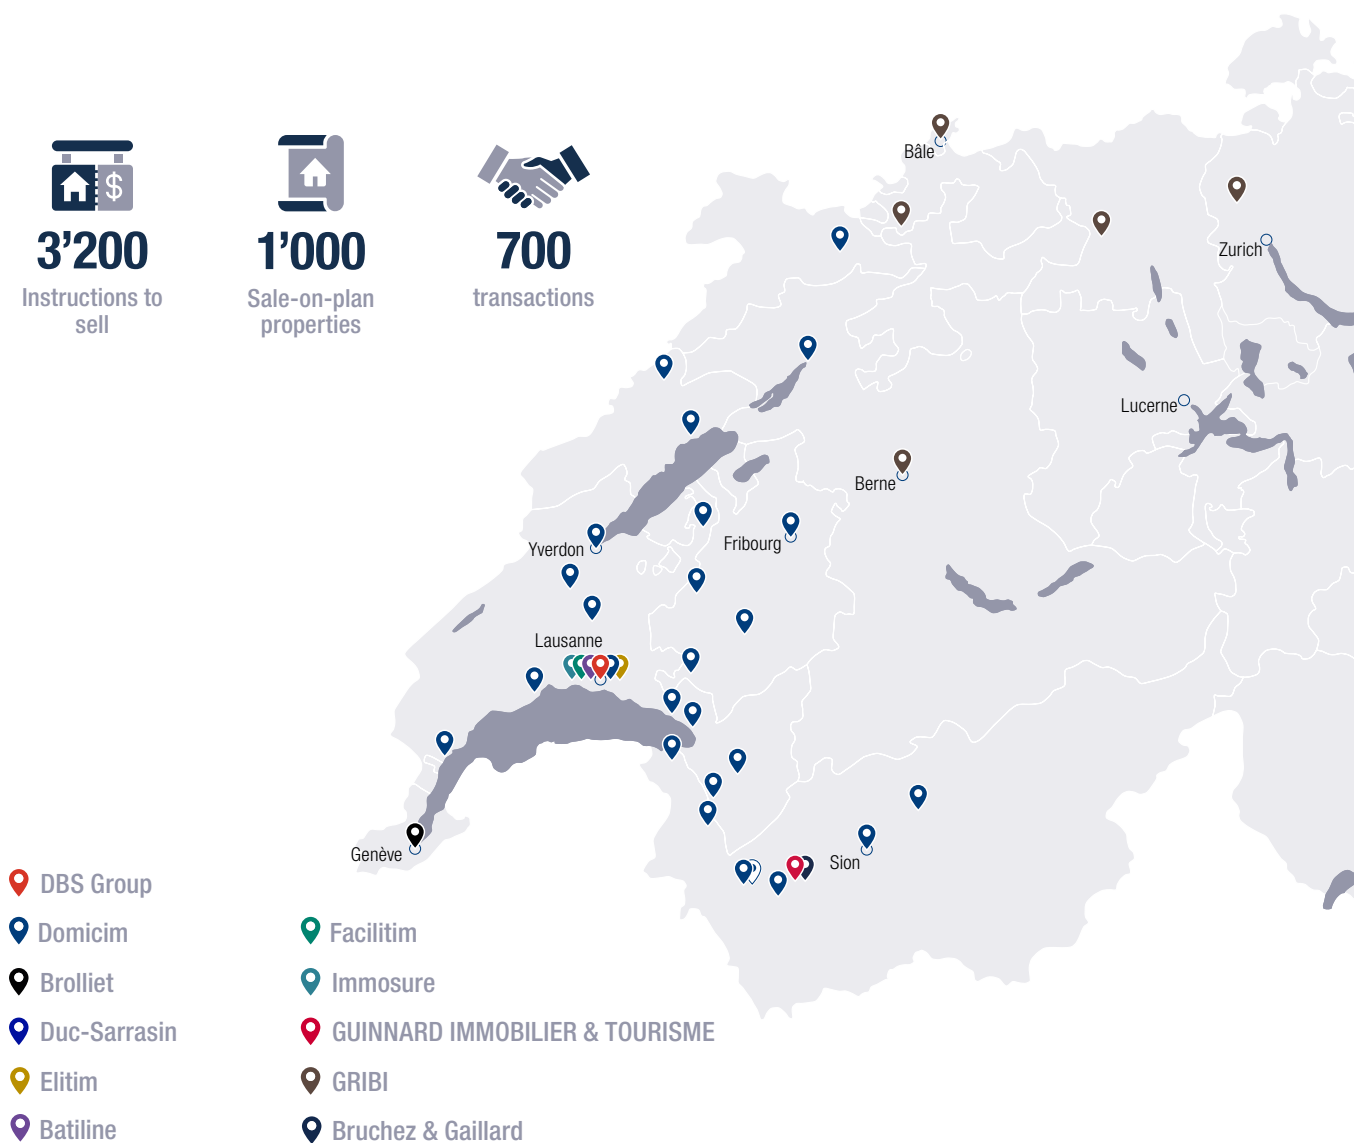 3’200
Instructions to
sell
$
1’000
Sale-on-plan
properties
700
transactions
Bâle
Zurich
Lucerne
Berne
Fribourg
Yverdon
Lausanne
Genève
Sion
DBS Group
Domicim
Brolliet
Duc-Sarrasin
Elitim
Batiline
Facilitim
Immosure
GUINNARD IMMOBILIER & TOURISME
GRIBI
Bruchez & Gaillard